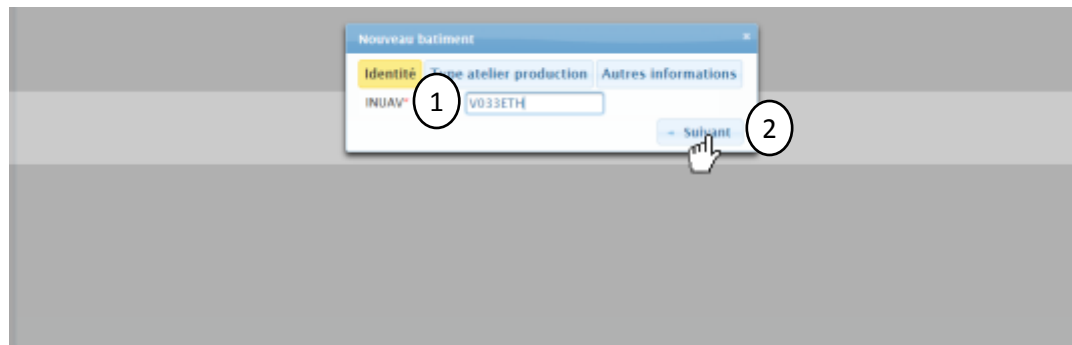 Nouveau batiment ×
Identité Type atelier production Autres informations
INUAV* 1 V033ETH
→ Suivant 2